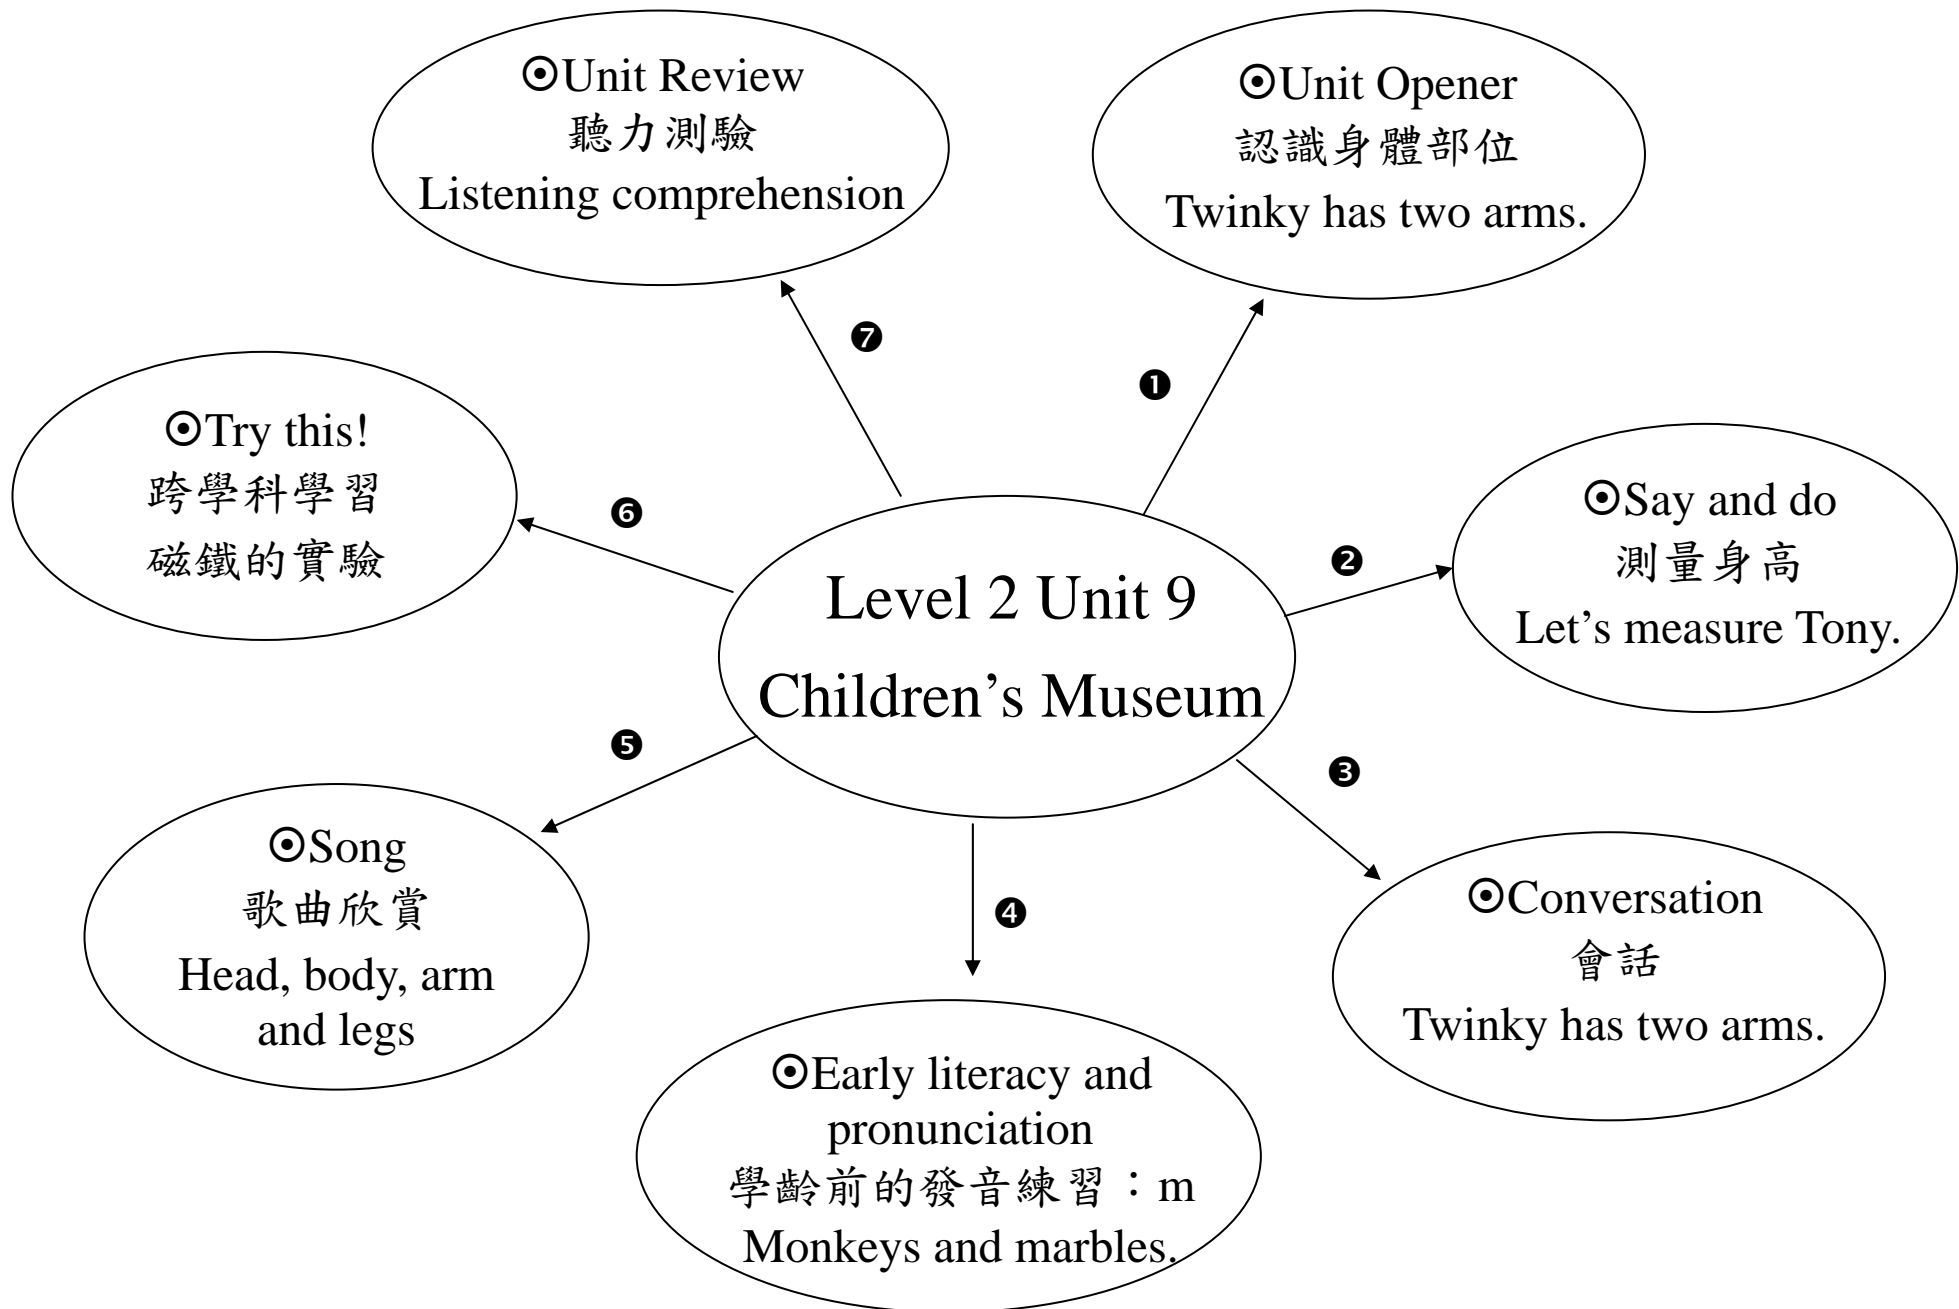 Level 2 Unit 9
Children’s Museum
❶
⊙Unit Opener
認識身體部位
Twinky has two arms.
❷
⊙Say and do
測量身高
Let’s measure Tony.
❸
⊙Conversation
會話
Twinky has two arms.
❹
⊙Early literacy and
pronunciation
學齡前的發音練習：m
Monkeys and marbles.
❺
⊙Song
歌曲欣賞
Head, body, arm
and legs
❻
⊙Try this!
跨學科學習
磁鐵的實驗
❼
⊙Unit Review
聽力測驗
Listening comprehension